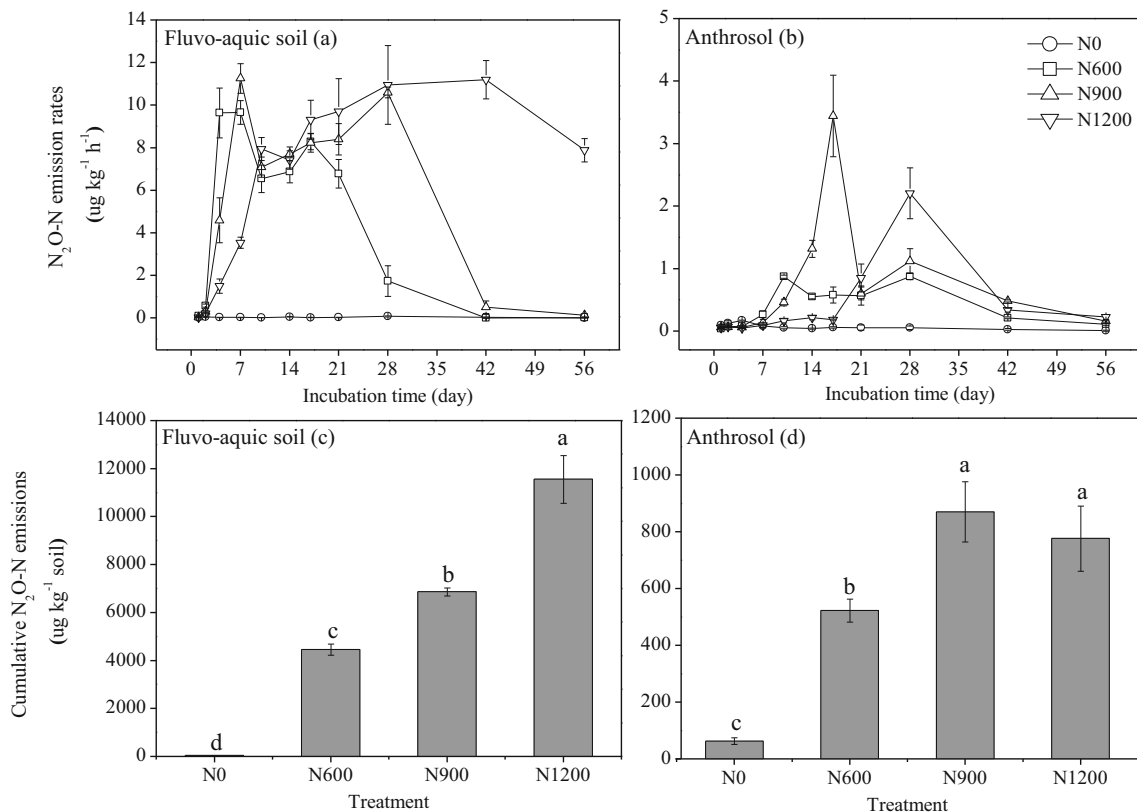 Fluvo-aquic soil (a)
N₂O-N emission rates
(ug kg⁻¹ h⁻¹)
14
12
10
8
6
4
2
0
0 7 14 21 28 35 42 49 56
Incubation time (day)
Anthrosol (b)
N0
N600
N900
N1200
5
4
3
2
1
0
0 7 14 21 28 35 42 49 56
Incubation time (day)
Fluvo-aquic soil (c)
Cumulative N₂O-N emissions
(ug kg⁻¹ soil)
14000
12000
10000
8000
6000
4000
2000
0
d c b a
N0 N600 N900 N1200
Treatment
Anthrosol (d)
1200
1000
800
600
400
200
0
c b a a
N0 N600 N900 N1200
Treatment